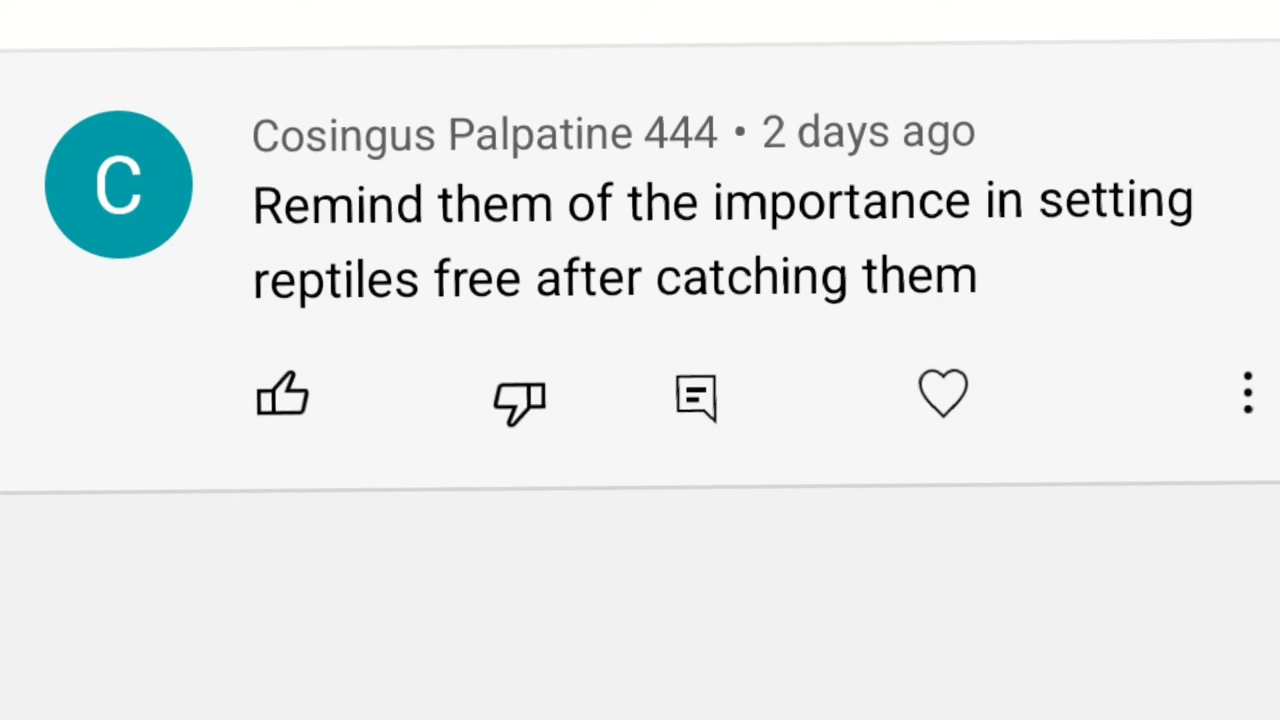 C
Cosingus Palpatine 444 • 2 days ago
Remind them of the importance in setting
reptiles free after catching them